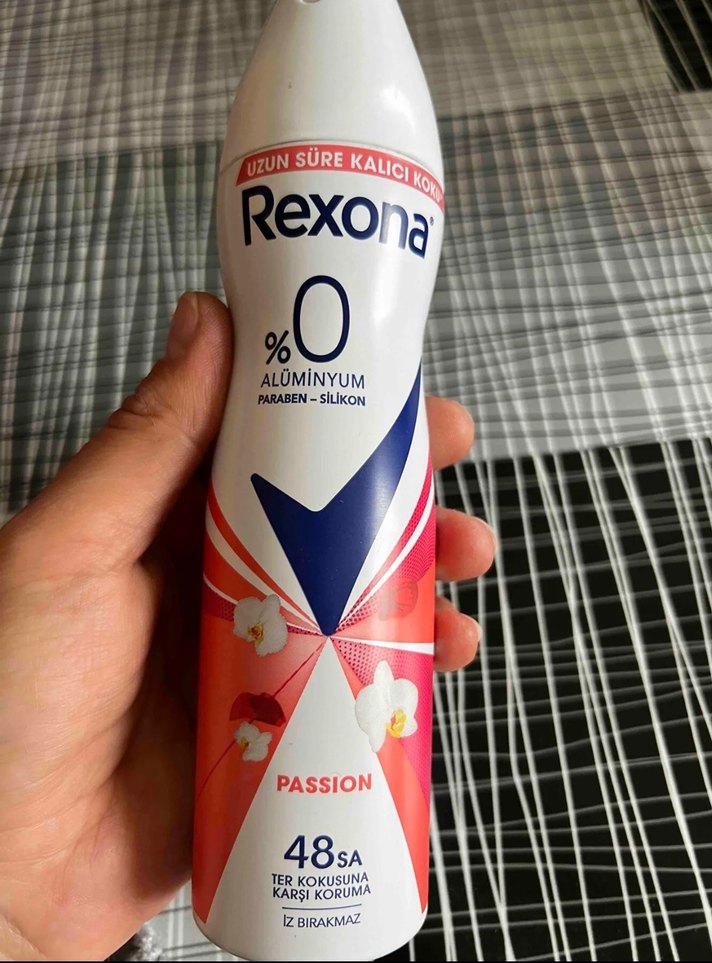 UZUN SÜRE KALICI KOKU
Rexona
%0
ALÜMİNYUM
PARABEN – SİLİKON
PASSION
48SA
TER KOKUSUNA
KARŞI KORUMA
İZ BIRAKMAZ